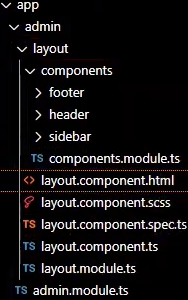 app
admin
layout
components
footer
header
sidebar
TS components.module.ts
<> layout.component.html
layout.component.scss
TS layout.component.spec.ts
TS layout.component.ts
TS layout.module.ts
TS admin.module.ts